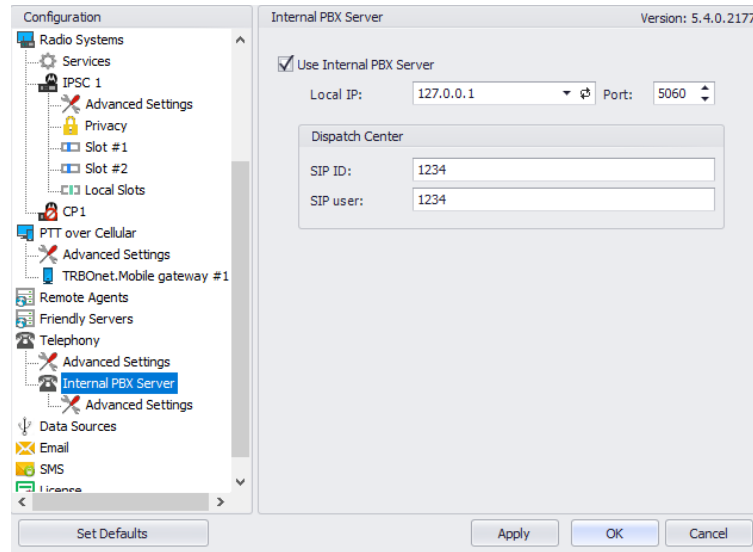 Configuration
Radio Systems
Services
IPSC 1
Advanced Settings
Privacy
Slot #1
Slot #2
Local Slots
CP1
PTT over Cellular
Advanced Settings
TRBOnet.Mobile gateway #1
Remote Agents
Friendly Servers
Telephony
Advanced Settings
Internal PBX Server
Advanced Settings
Data Sources
Email
SMS
License
Set Defaults
Internal PBX Server Version: 5.4.0.2177
Use Internal PBX Server
Local IP: 127.0.0.1 Port: 5060
Dispatch Center
SIP ID: 1234
SIP user: 1234
Apply OK Cancel